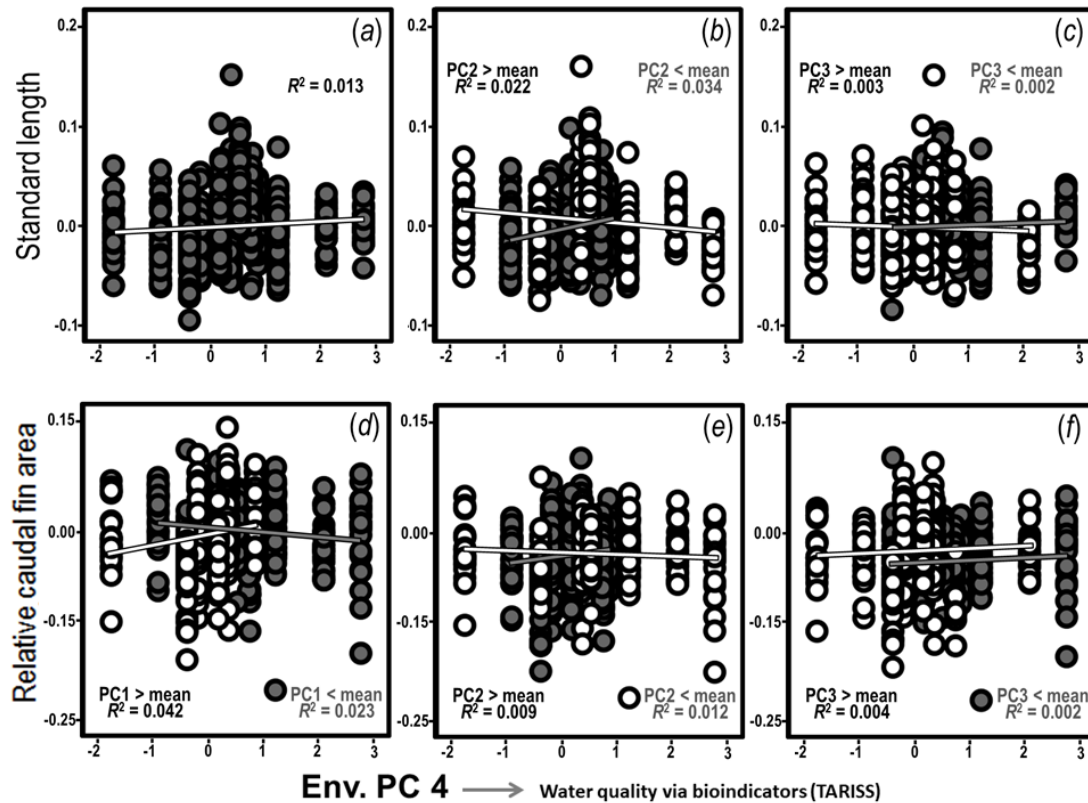 (a)
(b)
(c)
R² = 0.013
PC2 > mean
R² = 0.022
PC2 < mean
R² = 0.034
PC3 > mean
R² = 0.003
PC3 < mean
R² = 0.002
Standard length
0.2
0.1
0.0
-0.1
0.2
0.1
0.0
-0.1
0.2
0.1
0.0
-0.1
-2 -1 0 1 2 3
-2 -1 0 1 2 3
-2 -1 0 1 2 3
(d)
(e)
(f)
Relative caudal fin area
0.15
0.00
-0.15
-0.25
0.15
0.00
-0.15
-0.25
0.15
0.00
-0.15
-0.25
PC1 > mean
R² = 0.042
PC1 < mean
R² = 0.023
PC2 > mean
R² = 0.009
PC2 < mean
R² = 0.012
PC3 > mean
R² = 0.004
PC3 < mean
R² = 0.002
-2 -1 0 1 2 3
-2 -1 0 1 2 3
-2 -1 0 1 2 3
Env. PC 4 → Water quality via bioindicators (TARISS)